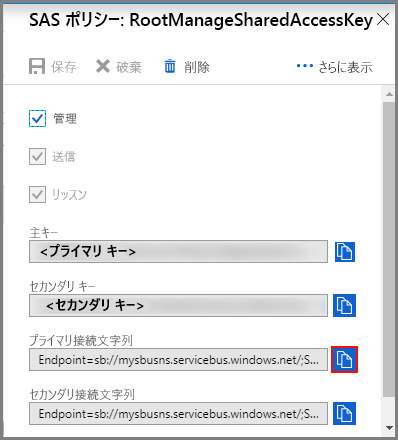 SAS ポリシー: RootManageSharedAccessKey
保存 破棄 削除 さらに表示
管理
送信
リッスン
主キー
<プライマリ キー>
セカンダリ キー
<セカンダリ キー>
プライマリ接続文字列
Endpoint=sb://mysbusns.servicebus.windows.net/;S...
セカンダリ接続文字列
Endpoint=sb://mysbusns.servicebus.windows.net/;S...